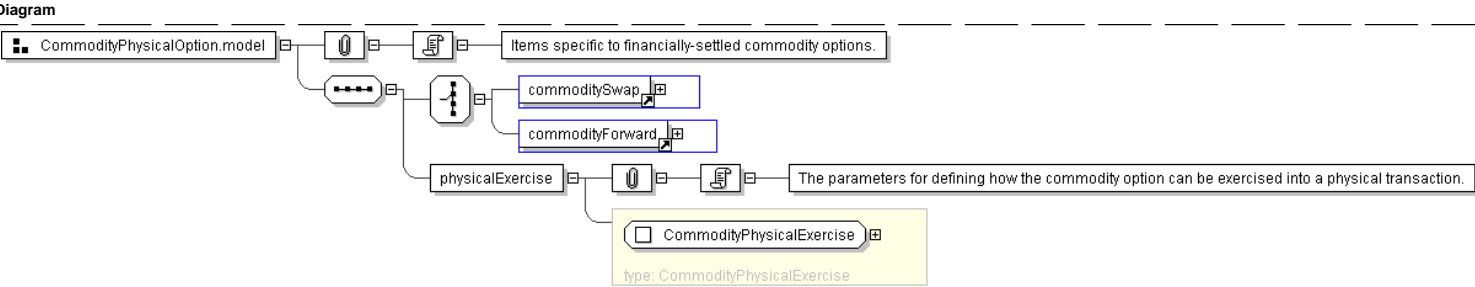 Diagram
CommodityPhysicalOption.model
Items specific to financially-settled commodity options.
commoditySwap
commodityForward
physicalExercise
The parameters for defining how the commodity option can be exercised into a physical transaction.
CommodityPhysicalExercise
type: CommodityPhysicalExercise